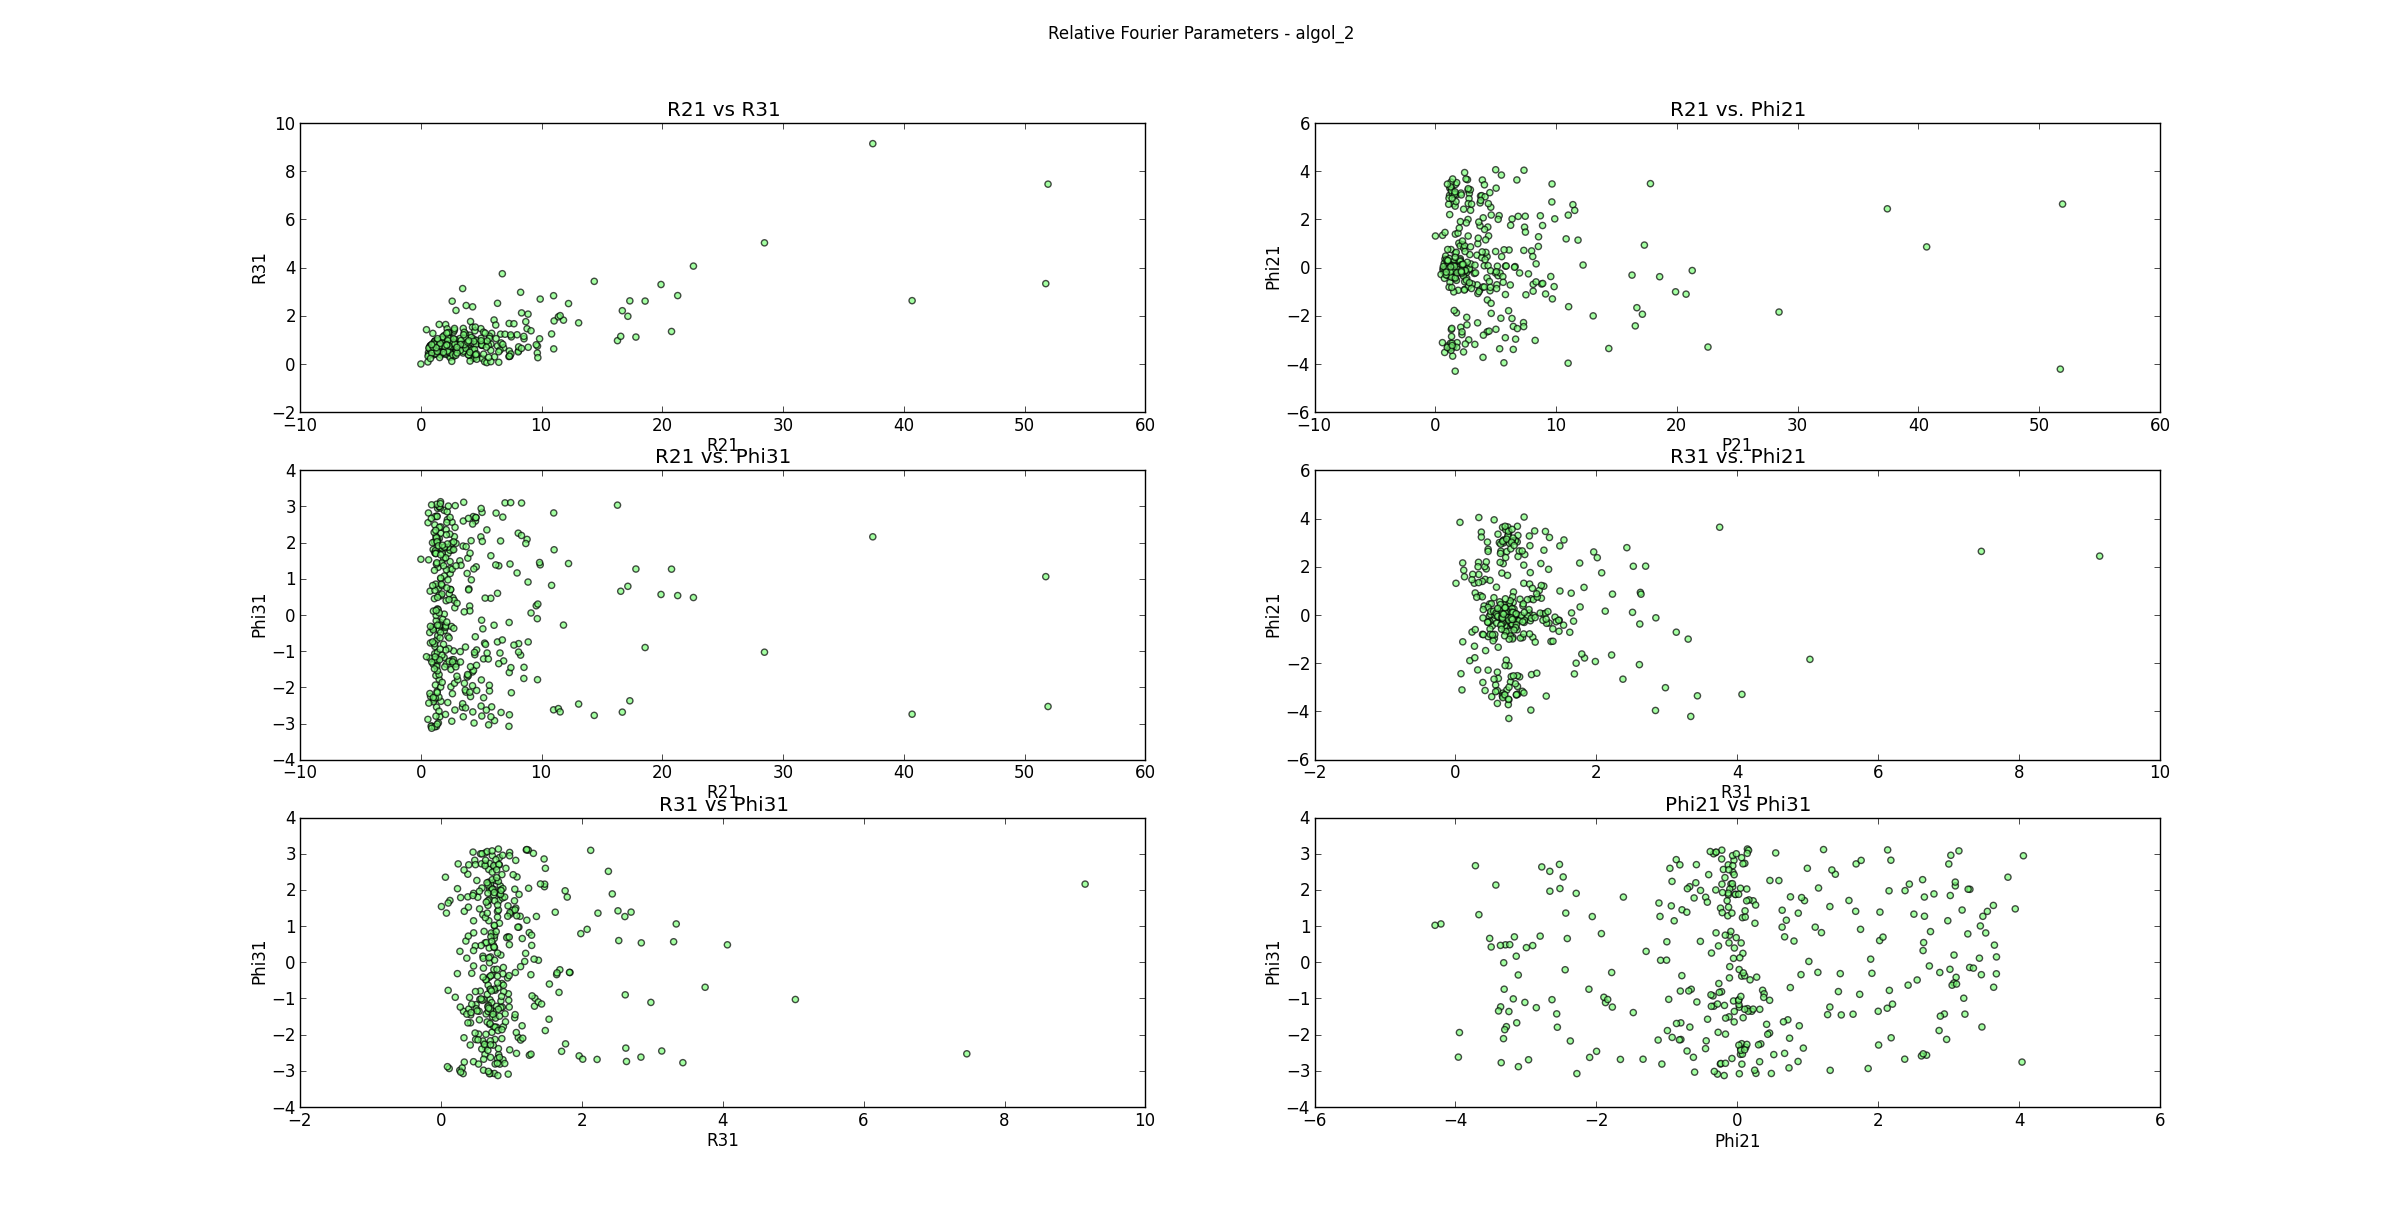 Relative Fourier Parameters - algol_2
R21 vs R31
10
8
6
4
2
0
−2
R31
−10 0 10 20 30 40 50 60
R21
R21 vs. Phi21
6
4
2
0
−2
−4
−6
Phi21
−10 0 10 20 30 40 50 60
P21
R21 vs. Phi31
4
3
2
1
0
−1
−2
−3
−4
Phi31
−10 0 10 20 30 40 50 60
R21
R31 vs. Phi21
6
4
2
0
−2
−4
−6
Phi21
−2 0 2 4 6 8 10
R31
R31 vs Phi31
4
3
2
1
0
−1
−2
−3
−4
Phi31
−2 0 2 4 6 8 10
R31
Phi21 vs Phi31
4
3
2
1
0
−1
−2
−3
−4
Phi31
−6 −4 −2 0 2 4 6
Phi21